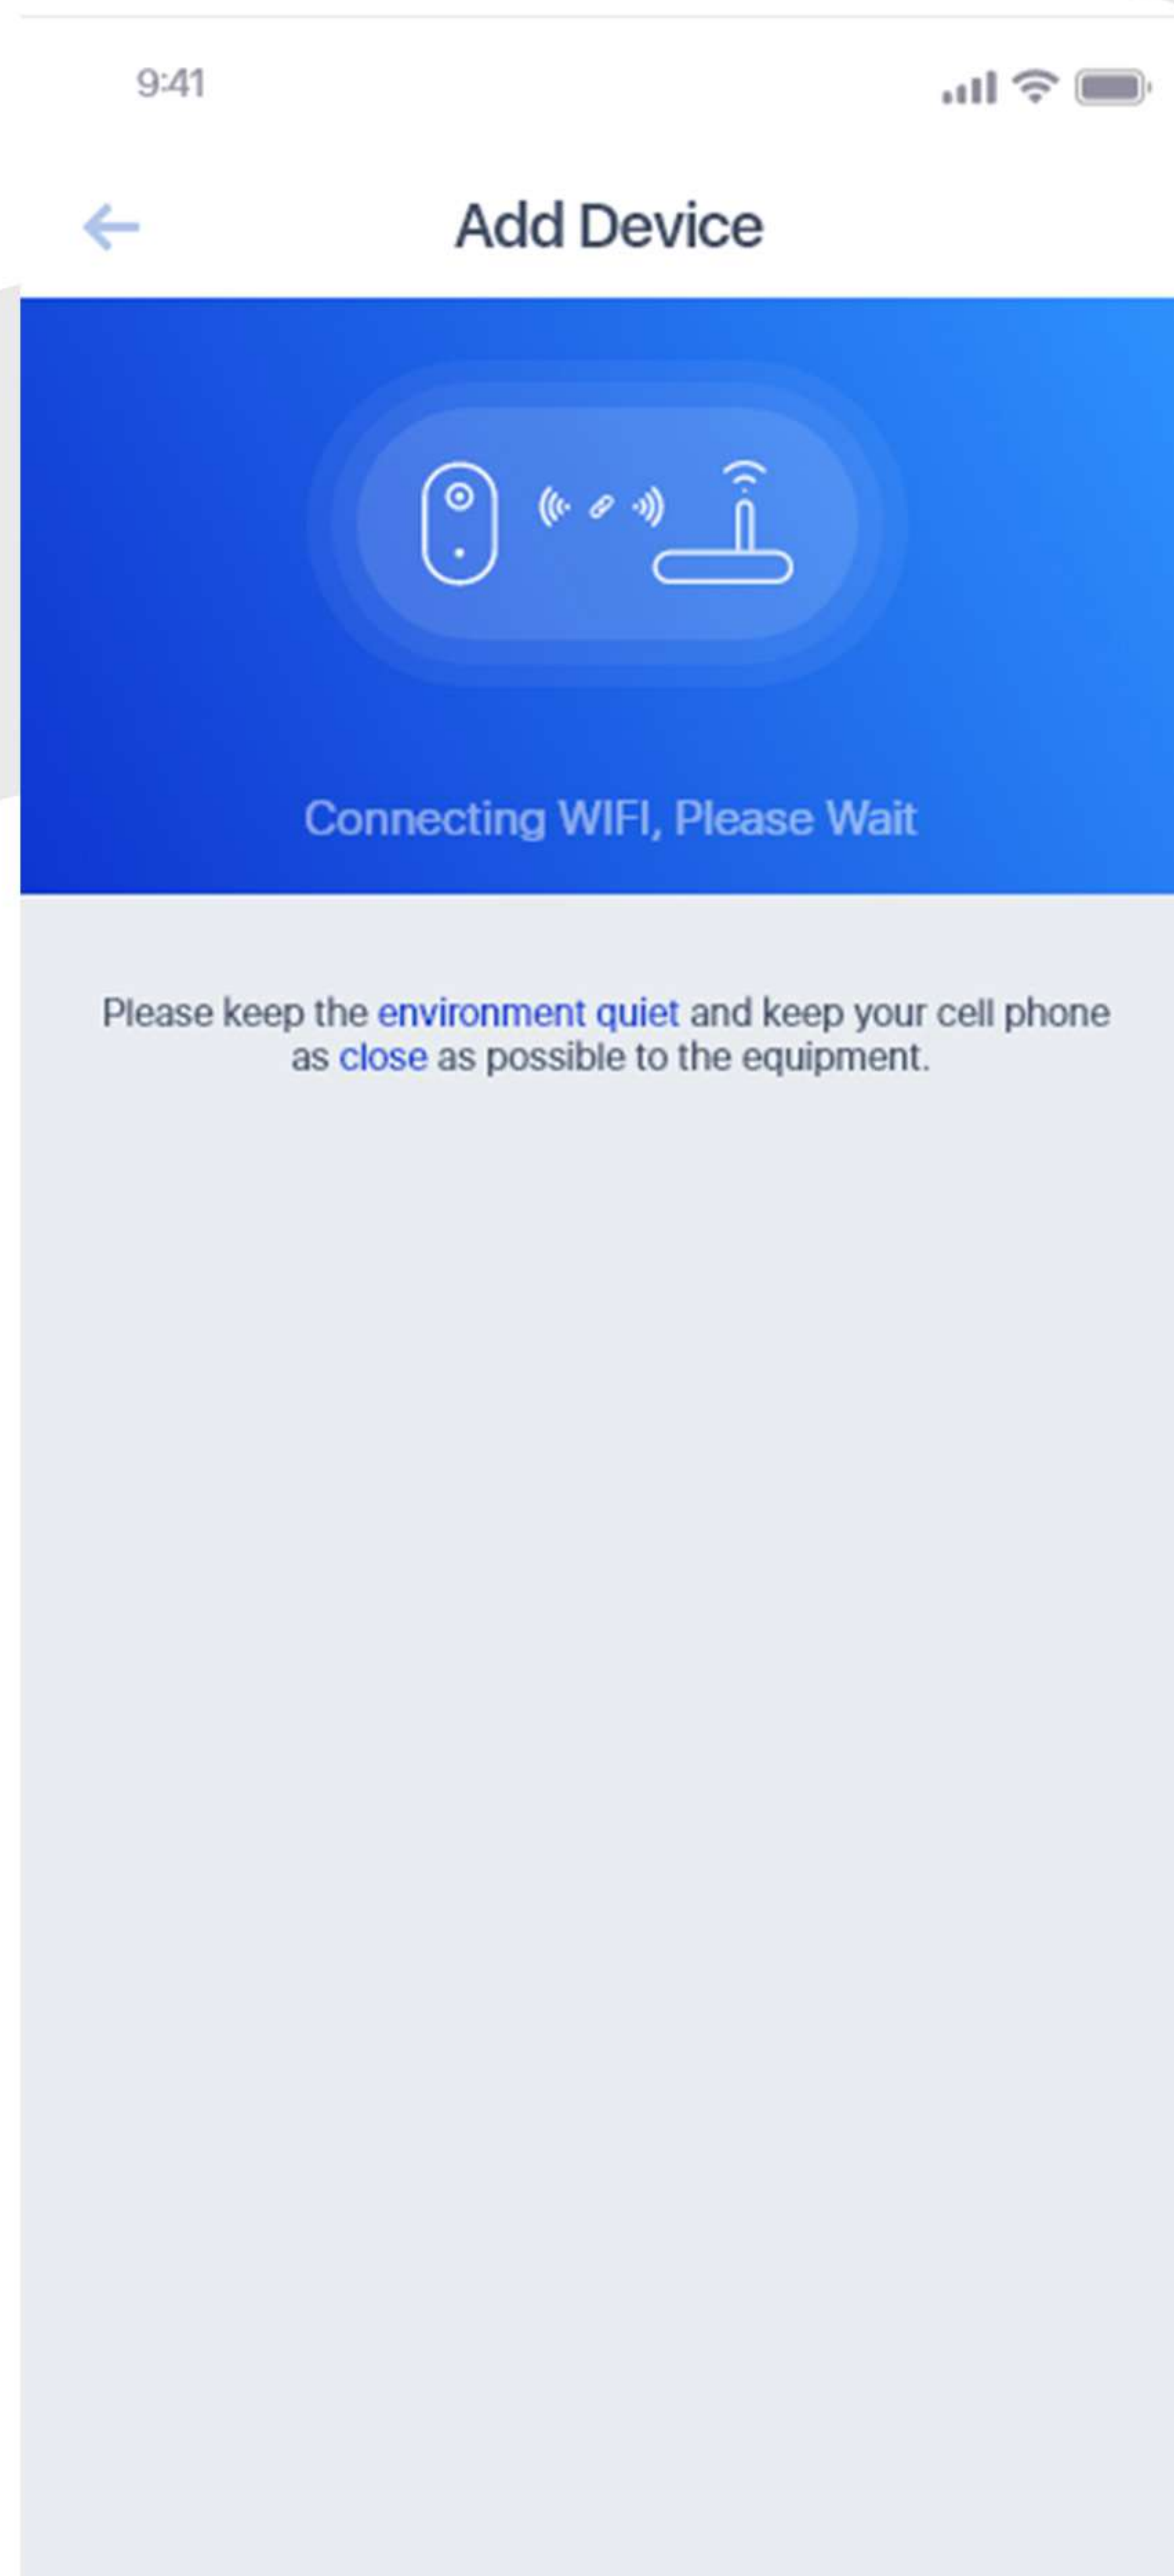 9:41
Add Device
Connecting WIFI, Please Wait
Please keep the environment quiet and keep your cell phone
as close as possible to the equipment.